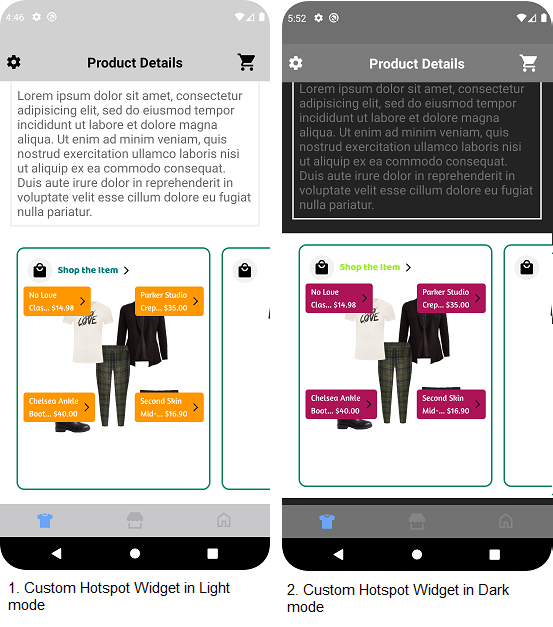 4:46
Product Details
Lorem ipsum dolor sit amet, consectetur
adipiscing elit, sed do eiusmod tempor
incididunt ut labore et dolore magna
aliqua. Ut enim ad minim veniam, quis
nostrud exercitation ullamco laboris nisi
ut aliquip ex ea commodo consequat.
Duis aute irure dolor in reprehenderit in
voluptate velit esse cillum dolore eu fugiat
nulla pariatur.
Shop the Item
No Love
Clas... $14.98
Parker Studio
Crep... $35.00
LOVE
Chelsea Ankle
Boot... $40.00
Second Skin
Mid-... $16.90
1. Custom Hotspot Widget in Light
mode
5:52
Product Details
Lorem ipsum dolor sit amet, consectetur
adipiscing elit, sed do eiusmod tempor
incididunt ut labore et dolore magna
aliqua. Ut enim ad minim veniam, quis
nostrud exercitation ullamco laboris nisi
ut aliquip ex ea commodo consequat.
Duis aute irure dolor in reprehenderit in
voluptate velit esse cillum dolore eu fugiat
nulla pariatur.
Shop the Item
No Love
Clas... $14.98
Parker Studio
Crep... $35.00
LOVE
Chelsea Ankle
Boot... $40.00
Second Skin
Mid-... $16.90
2. Custom Hotspot Widget in Dark
mode